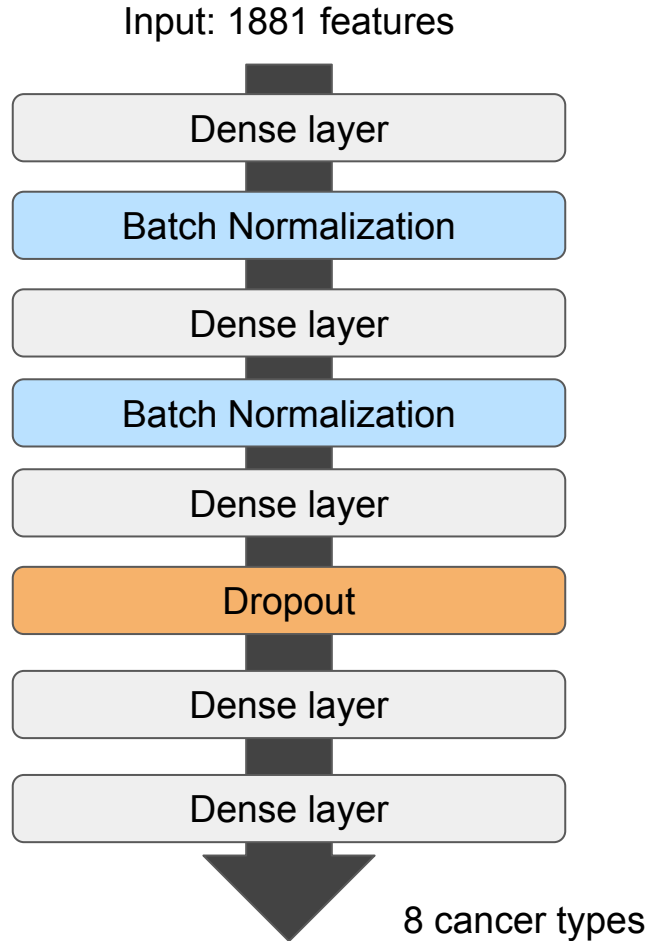 Input: 1881 features
Dense layer
Batch Normalization
Dense layer
Batch Normalization
Dense layer
Dropout
Dense layer
Dense layer
8 cancer types